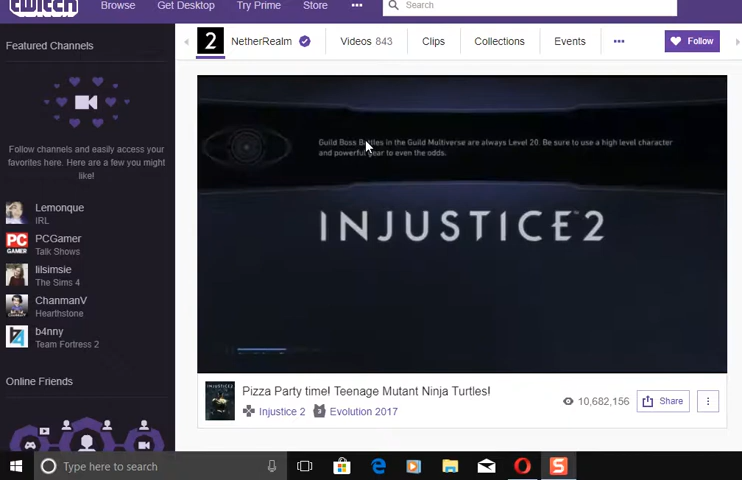 twitch Browse Get Desktop Try Prime Store Search
Featured Channels
2 NetherRealm Videos 843 Clips Collections Events Follow
Follow channels and easily access your
favorites here. Here are a few you might
like!
Lemonque
IRL
PC GAMER
PCGamer
Talk Shows
lilsimsie
The Sims 4
ChanmanV
Hearthstone
b4nny
Team Fortress 2
Online Friends
Guild Boss Battles in the Guild Multiverse are always Level 20. Be sure to use a high level character
and powerful gear to even the odds.
INJUSTICE 2
Pizza Party time! Teenage Mutant Ninja Turtles!
Injustice 2 Evolution 2017
10,682,156 Share
Type here to search